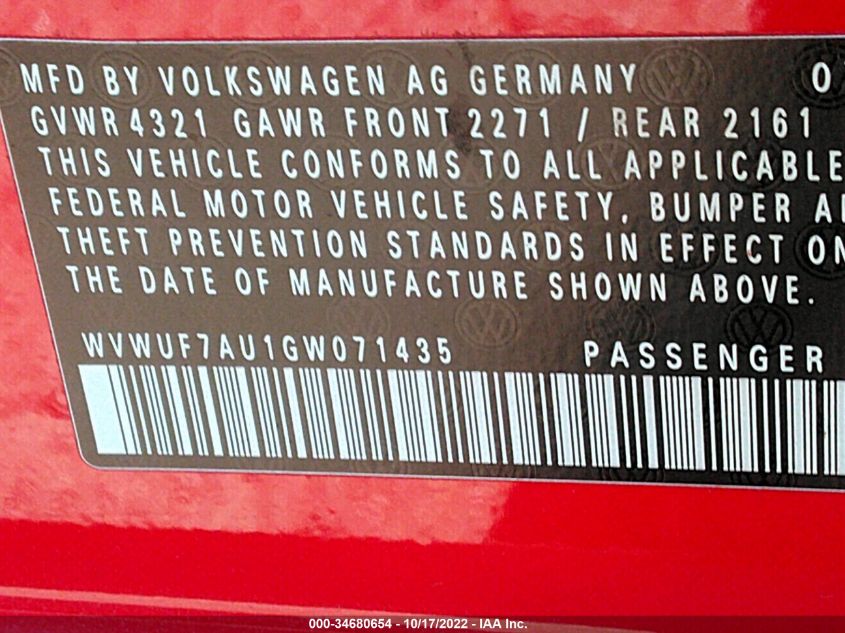 MFD BY VOLKSWAGEN AG GERMANY 0
GVWR 4321 GAWR FRONT 2271 / REAR 2161
THIS VEHICLE CONFORMS TO ALL APPLICABLE
FEDERAL MOTOR VEHICLE SAFETY, BUMPER
THEFT PREVENTION STANDARDS IN EFFECT ON
THE DATE OF MANUFACTURE SHOWN ABOVE.
WVWUF7AU1GW071435 PASSENGER
000-34680654 - 10/17/2022 - IAA Inc.